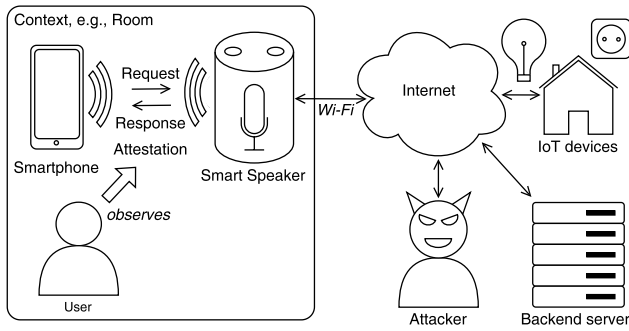 Context, e.g., Room
Request
Response
Attestation
Smartphone
Smart Speaker
observes
User
Wi-Fi
Internet
IoT devices
Attacker
Backend server